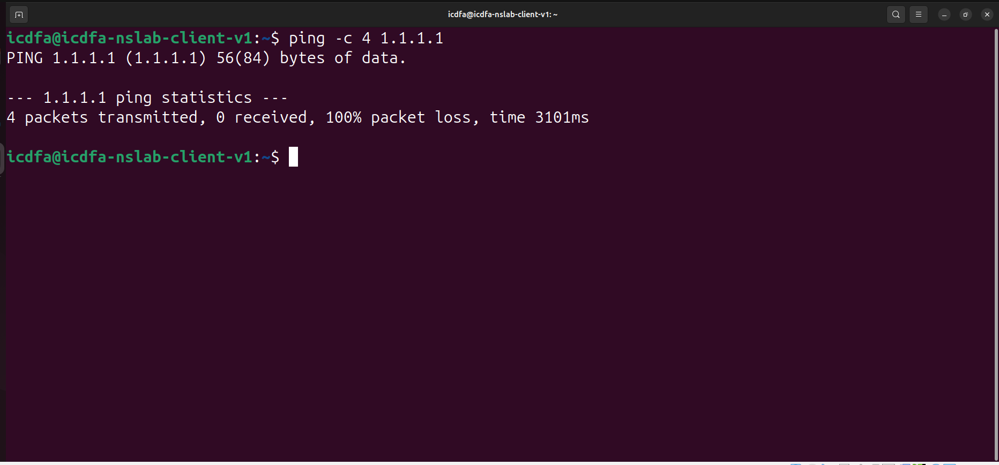 icdfa@icdfa-nslab-client-v1: ~
icdfa@icdfa-nslab-client-v1:~$ ping -c 4 1.1.1.1
PING 1.1.1.1 (1.1.1.1) 56(84) bytes of data.
--- 1.1.1.1 ping statistics ---
4 packets transmitted, 0 received, 100% packet loss, time 3101ms
icdfa@icdfa-nslab-client-v1:~$